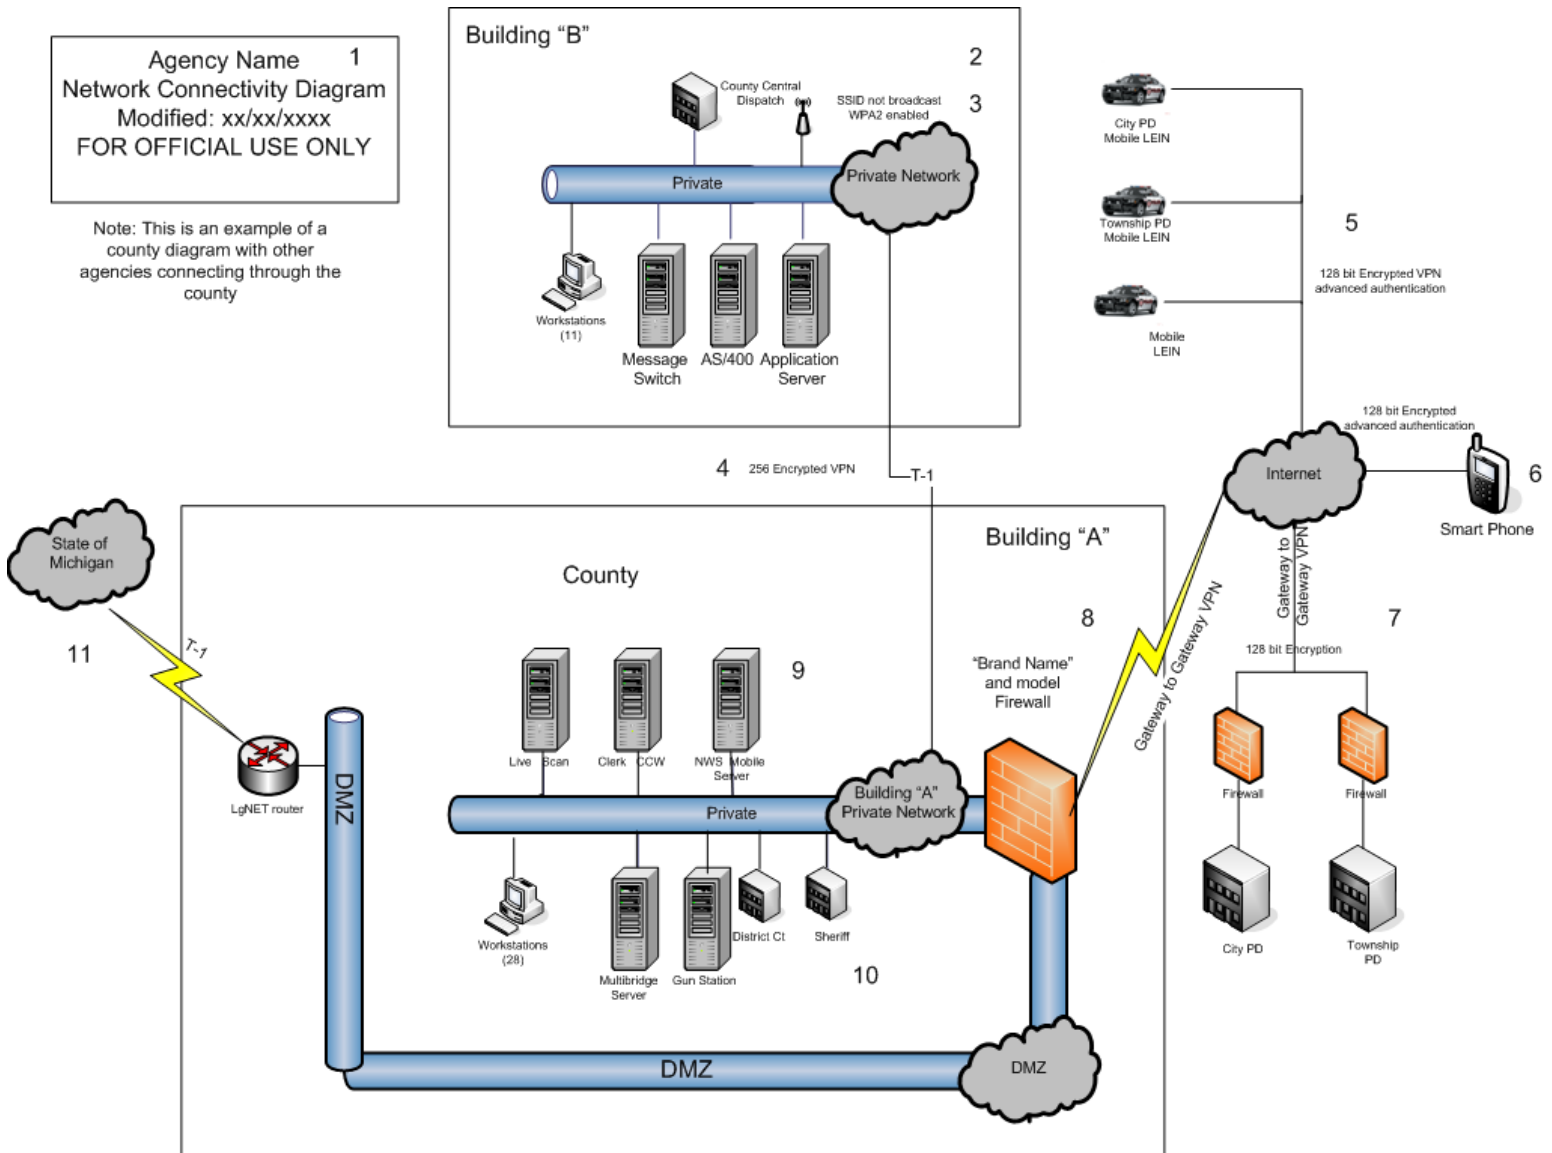 Agency Name
1
Network Connectivity Diagram
Modified: xx/xx/xxxx
FOR OFFICIAL USE ONLY
Note: This is an example of a
county diagram with other
agencies connecting through the
county
Building “B”
2
County Central
Dispatch
SSID not broadcast
WPA2 enabled
3
Private
Private Network
Workstations
(11)
Message
Switch
AS/400
Application
Server
City PD
Mobile LEIN
Township PD
Mobile LEIN
5
128 bit Encrypted VPN
advanced authentication
Mobile
LEIN
128 bit Encrypted
advanced authentication
Internet
6
Smart Phone
4
256 Encrypted VPN
T-1
State of
Michigan
11
T-1
Building “A”
County
8
“Brand Name”
and model
Firewall
Gateway to Gateway VPN
Gateway to
Gateway VPN
7
128 bit Encryption
Firewall
Firewall
City PD
Township
PD
9
Live Scan
Clerk CCW
NWS Mobile
Server
LgNET router
DMZ
Private
Building “A”
Private Network
Workstations
(28)
Multibridge
Server
Gun Station
District Ct
Sheriff
10
DMZ
DMZ